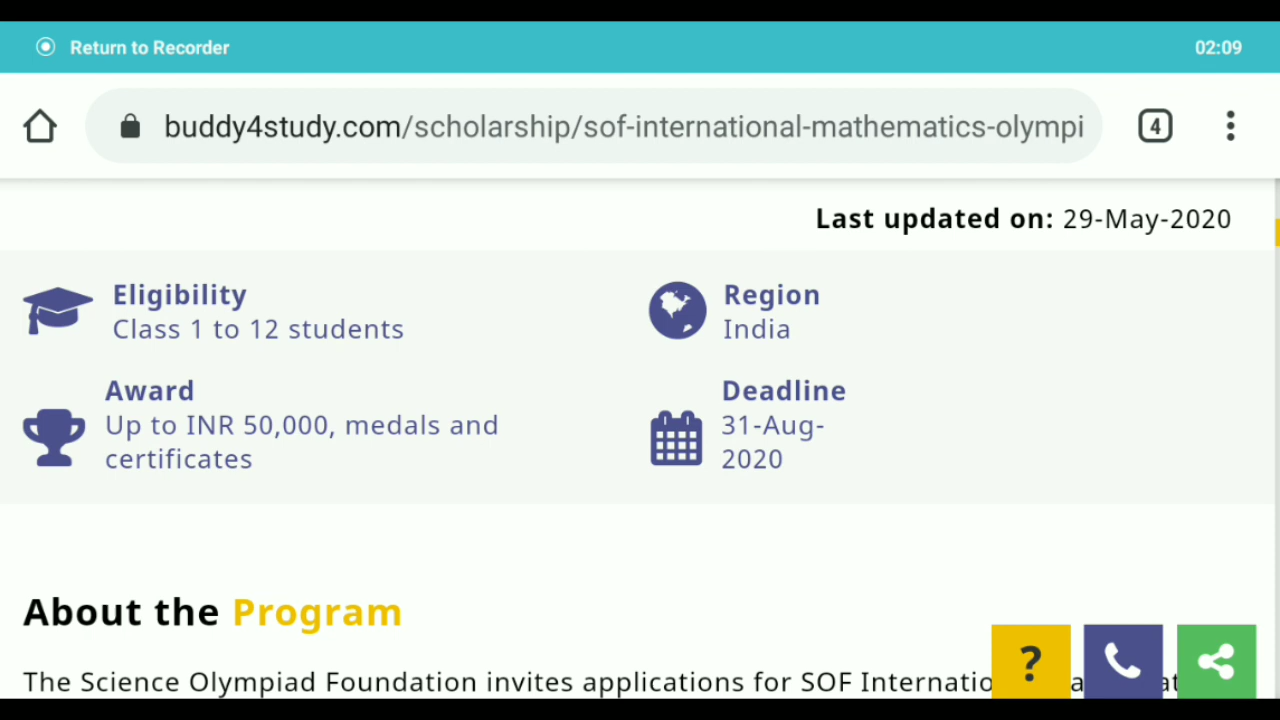 Return to Recorder 02:09
buddy4study.com/scholarship/sof-international-mathematics-olympi 4
Last updated on: 29-May-2020
Eligibility
Class 1 to 12 students
Region
India
Award
Up to INR 50,000, medals and
certificates
Deadline
31-Aug-
2020
About the Program
?
The Science Olympiad Foundation invites applications for SOF